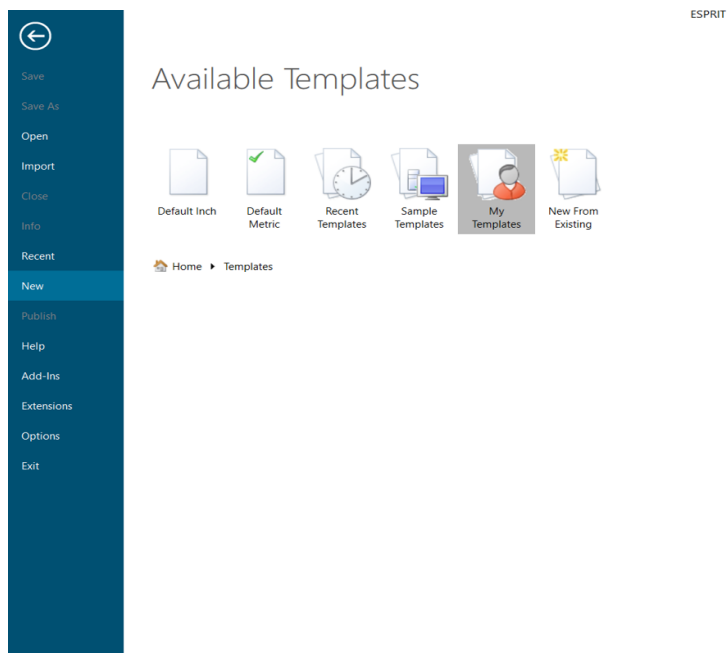 ESPRIT
Save
Save As
Open
Import
Close
Info
Recent
New
Publish
Help
Add-Ins
Extensions
Options
Exit
Available Templates
Default Inch
Default
Metric
Recent
Templates
Sample
Templates
My
Templates
New From
Existing
Home
Templates